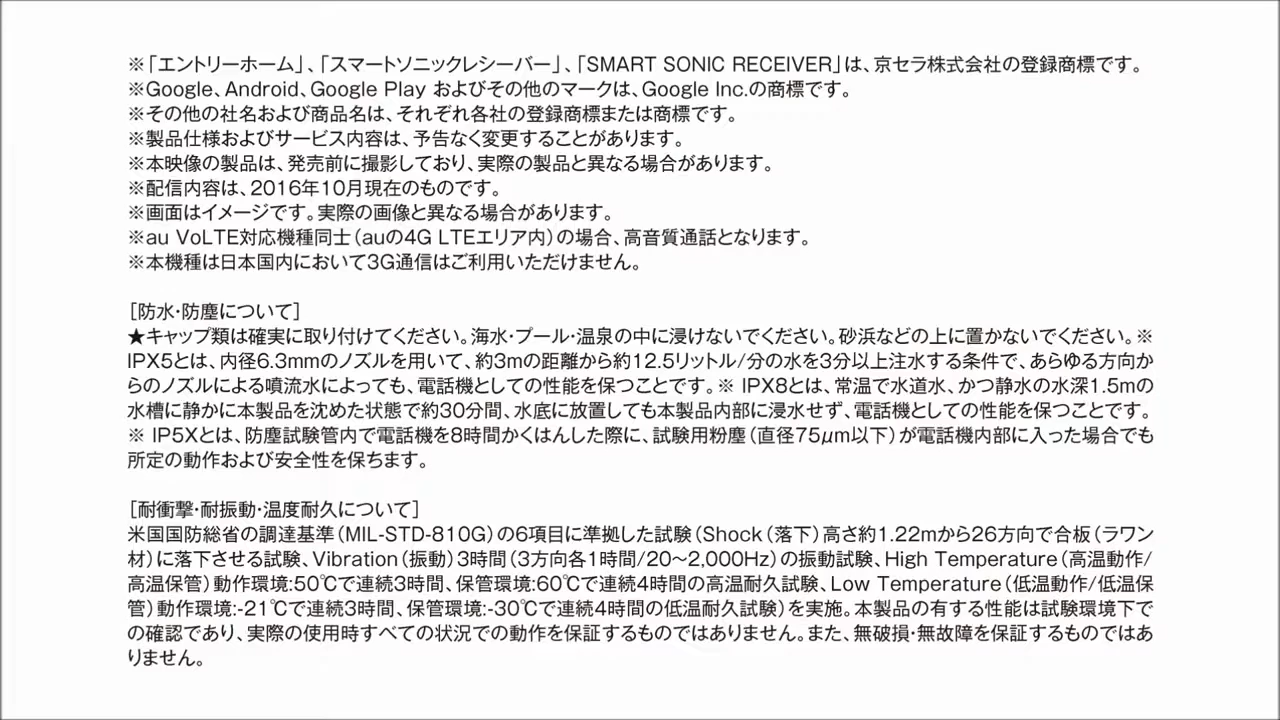 ※「エントリーホーム」、「スマートソニックレシーバー」、「SMART SONIC RECEIVER」は、京セラ株式会社の登録商標です。
※Google、Android、Google Play およびその他のマークは、Google Inc.の商標です。
※その他の社名および商品名は、それぞれ各社の登録商標または商標です。
※製品仕様およびサービス内容は、予告なく変更することがあります。
※本映像の製品は、発売前に撮影しており、実際の製品と異なる場合があります。
※配信内容は、2016年10月現在のものです。
※画面はイメージです。実際の画像と異なる場合があります。
※au VoLTE対応機種同士（auの4G LTEエリア内）の場合、高音質通話となります。
※本機種は日本国内において3G通信はご利用いただけません。
［防水・防塵について］
★キャップ類は確実に取り付けてください。海水・プール・温泉の中に浸けないでください。砂浜などの上に置かないでください。※
IPX5とは、内径6.3mmのノズルを用いて、約3mの距離から約12.5リットル/分の水を3分以上注水する条件で、あらゆる方向か
らのノズルによる噴流水によっても、電話機としての性能を保つことです。※ IPX8とは、常温で水道水、かつ静水の水深1.5mの
水槽に静かに本製品を沈めた状態で約30分間、水底に放置しても本製品内部に浸水せず、電話機としての性能を保つことです。
※ IP5Xとは、防塵試験管内で電話機を8時間かくはんした際に、試験用粉塵（直径75μm以下）が電話機内部に入った場合でも
所定の動作および安全性を保ちます。
［耐衝撃・耐振動・温度耐久について］
米国国防総省の調達基準（MIL-STD-810G）の6項目に準拠した試験（Shock（落下）高さ約1.22mから26方向で合板（ラワン
材）に落下させる試験、Vibration（振動）3時間（3方向各1時間/20～2,000Hz）の振動試験、High Temperature（高温動作/
高温保管）動作環境:50℃で連続3時間、保管環境:60℃で連続4時間の高温耐久試験、Low Temperature（低温動作/低温保
管）動作環境:-21℃で連続3時間、保管環境:-30℃で連続4時間の低温耐久試験）を実施。本製品の有する性能は試験環境下で
の確認であり、実際の使用時すべての状況での動作を保証するものではありません。また、無破損・無故障を保証するものではあ
りません。